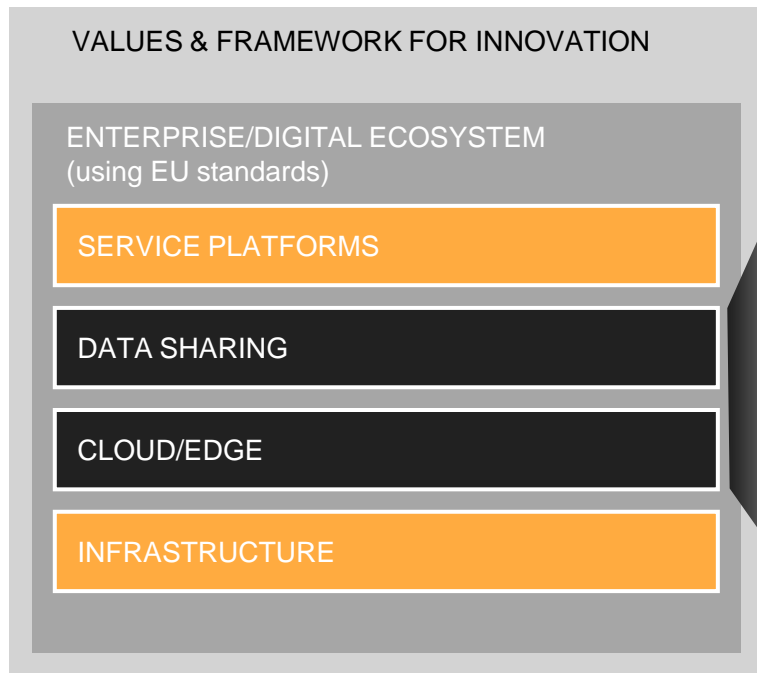 VALUES & FRAMEWORK FOR INNOVATION
ENTERPRISE/DIGITAL ECOSYSTEM
(using EU standards)
SERVICE PLATFORMS
DATA SHARING
CLOUD/EDGE
INFRASTRUCTURE